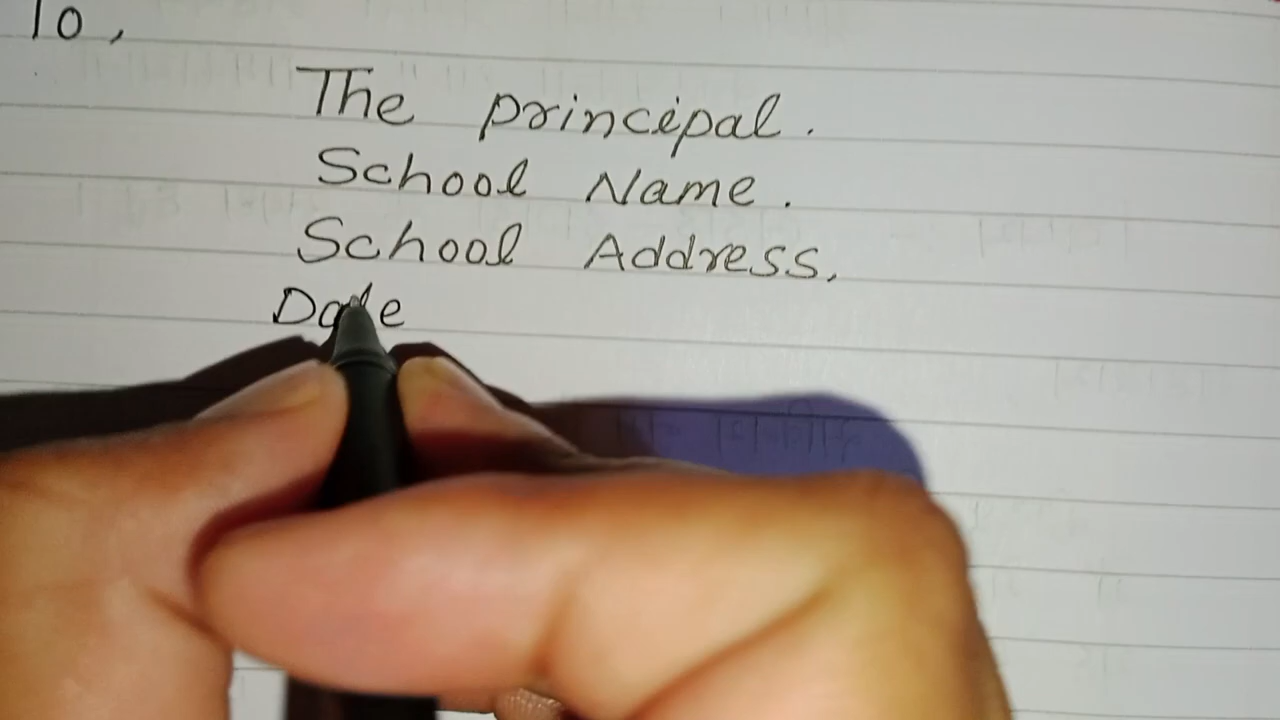 To,
The principal.
School Name.
School Address,
Date